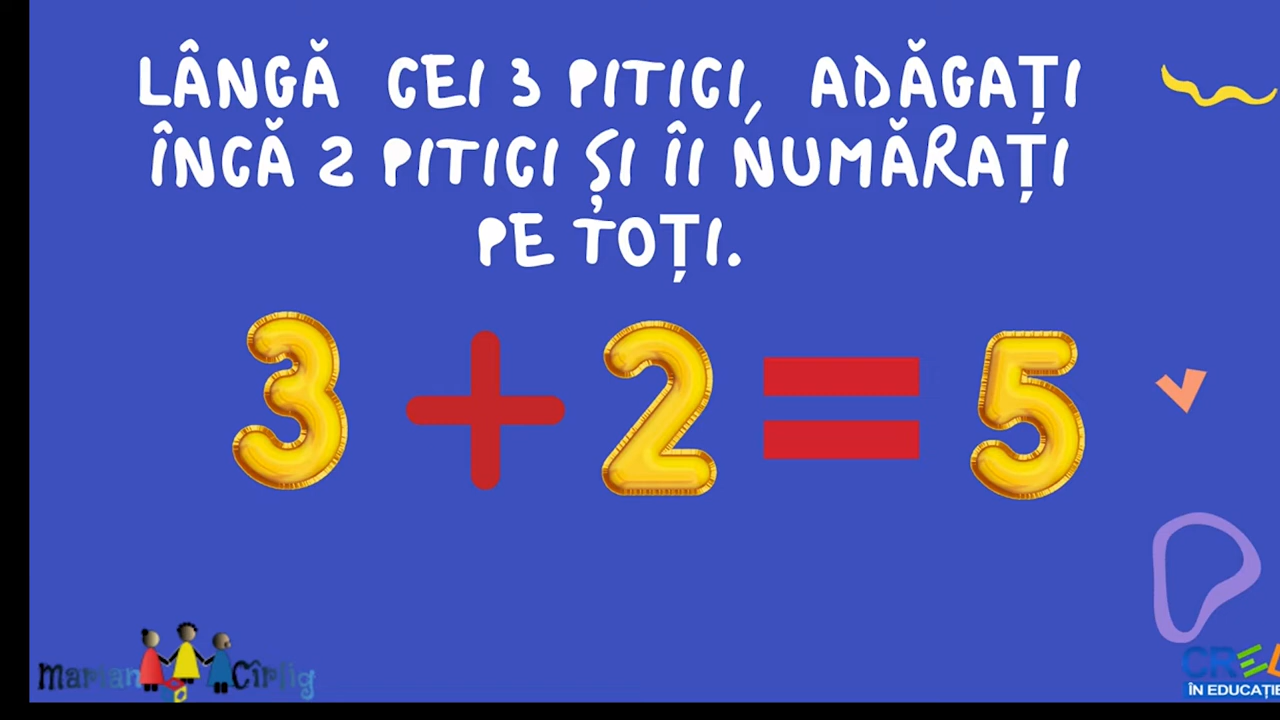 LÂNGĂ CEI 3 PITICI, ADĂGAȚI
ÎNCĂ 2 PITICI ȘI ÎI NUMĂRAȚI
PE TOȚI.
3 + 2 = 5
Marian Cîrlig
CRED
ÎN EDUCAȚIE